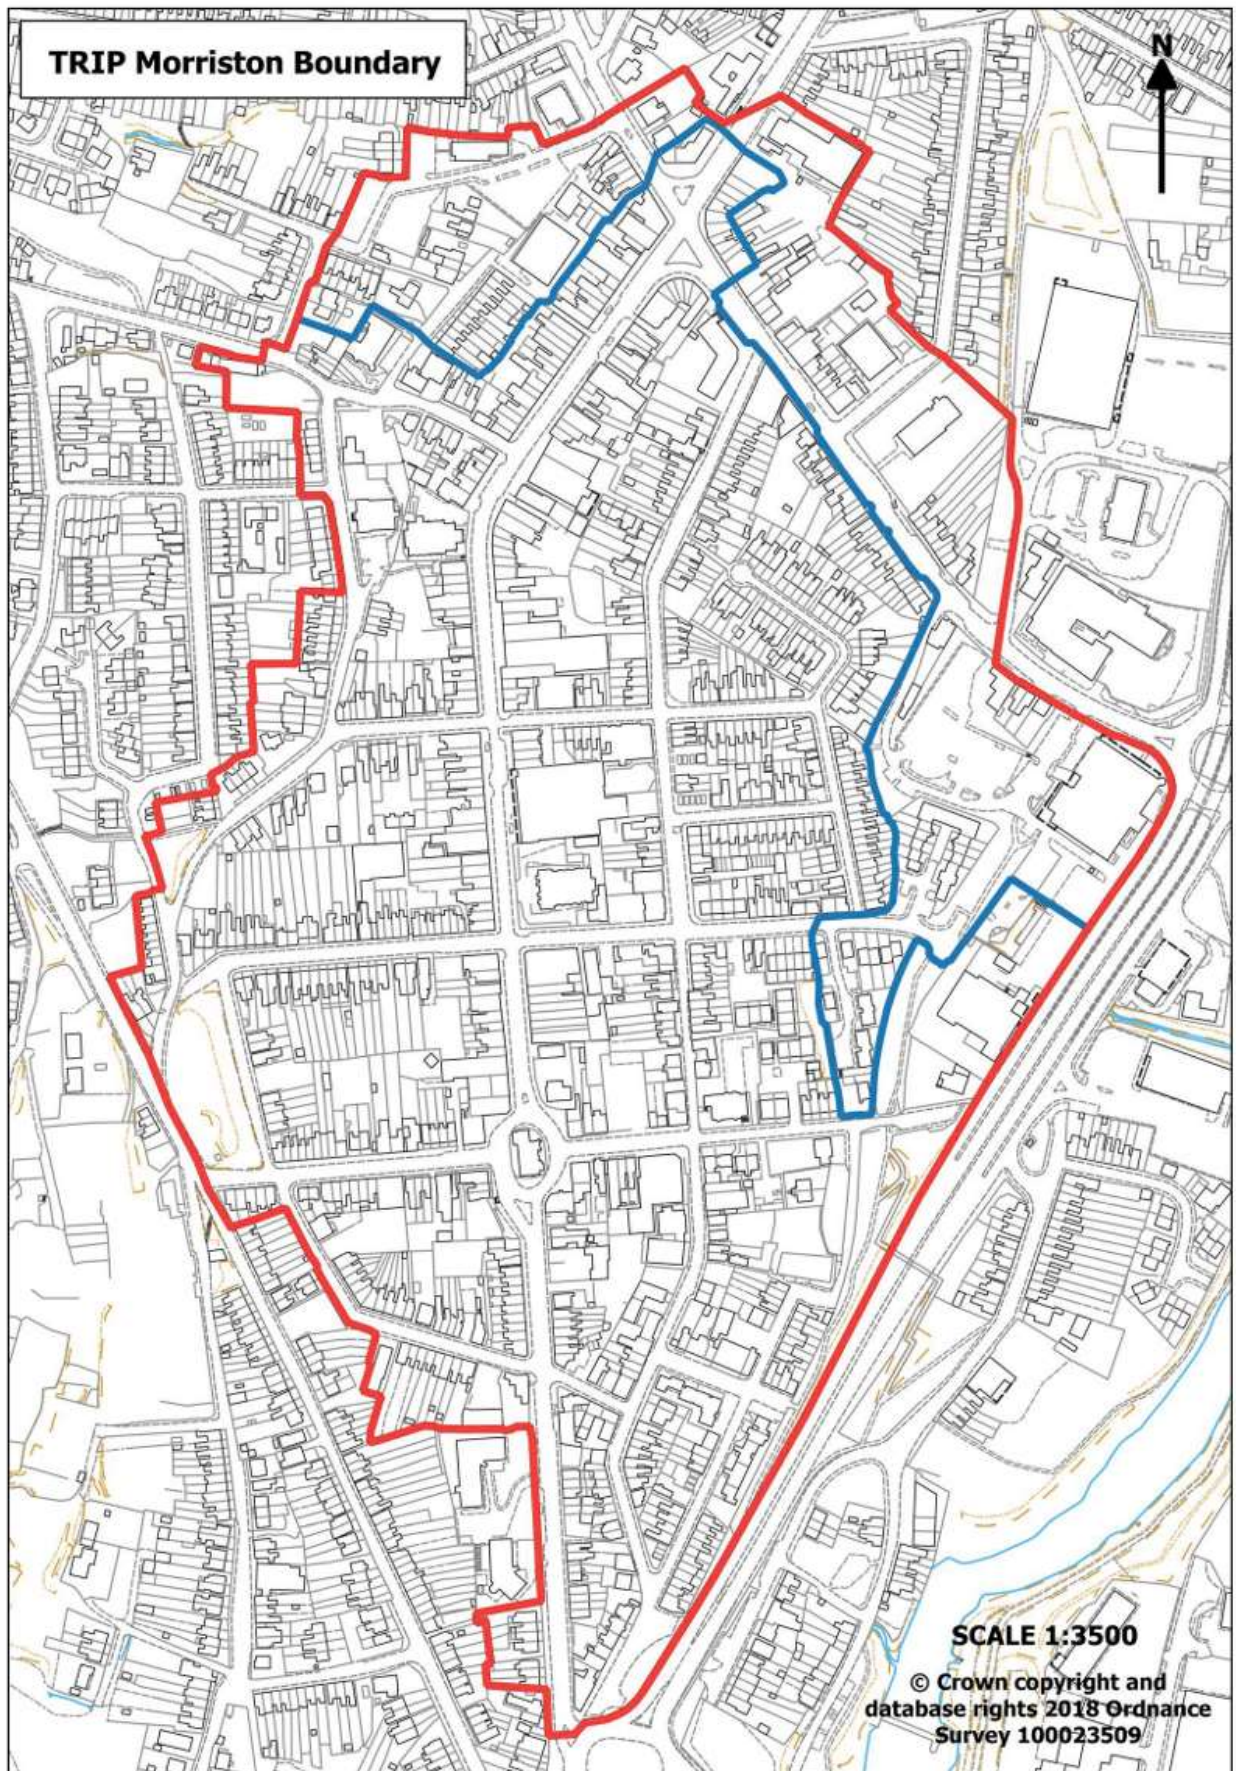 TRIP Morriston Boundary
N
SCALE 1:3500
© Crown copyright and
database rights 2018 Ordnance
Survey 100023509